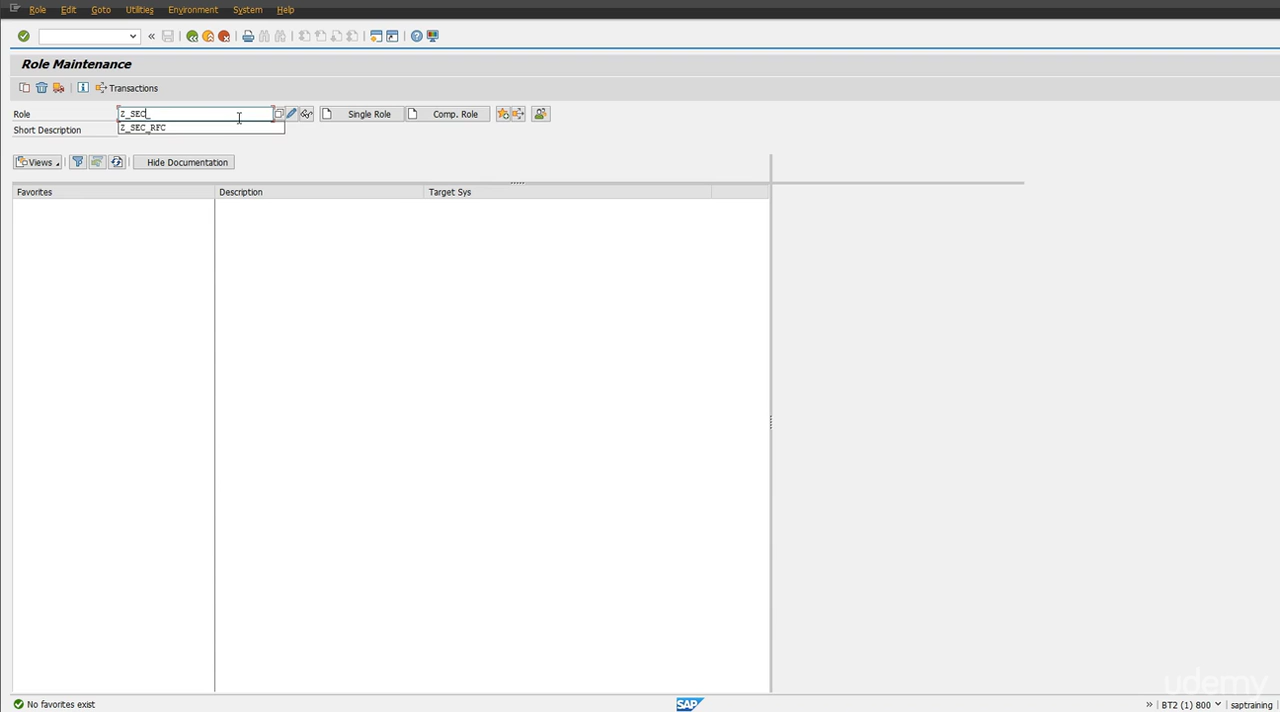 Role Edit Goto Utilities Environment System Help
«
Role Maintenance
Transactions
Role Z_SEC_ Single Role Comp. Role
Z_SEC_RFC
Short Description
Views Hide Documentation
Favorites Description Target Sys
udemy
No favorites exist SAP » BT2 (1) 800 saptraining